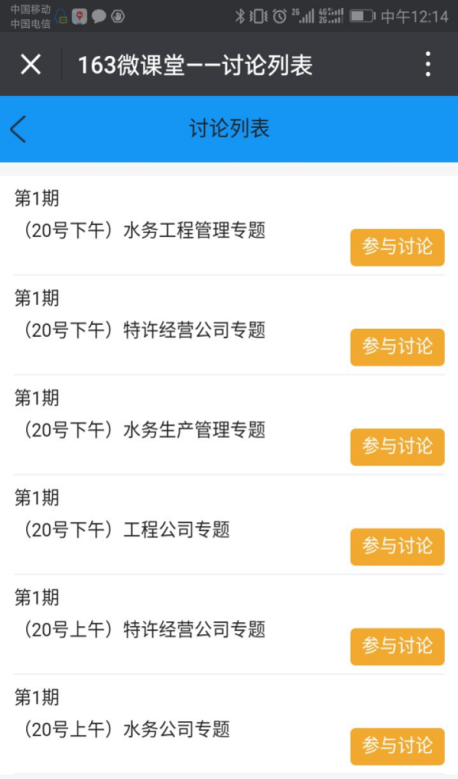 中国移动
中国电信
中午12:14
163微课堂——讨论列表
讨论列表
第1期
（20号下午）水务工程管理专题
参与讨论
第1期
（20号下午）特许经营公司专题
参与讨论
第1期
（20号下午）水务生产管理专题
参与讨论
第1期
（20号下午）工程公司专题
参与讨论
第1期
（20号上午）特许经营公司专题
参与讨论
第1期
（20号上午）水务公司专题
参与讨论